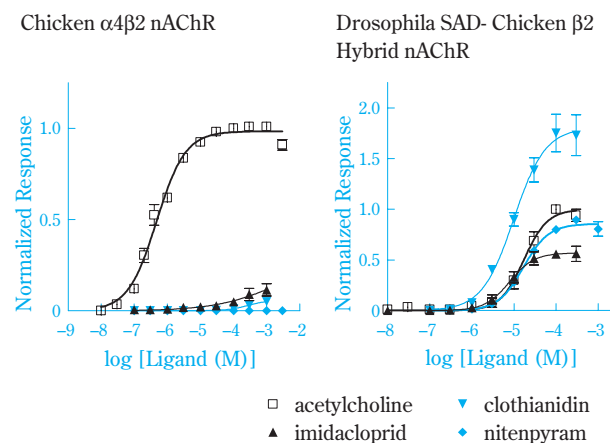 Chicken α4β2 nAChR
Drosophila SAD- Chicken β2
Hybrid nAChR
Normalized Response
1.0
0.5
0
−9 −8 −7 −6 −5 −4 −3 −2
log [Ligand (M)]
Normalized Response
2.0
1.5
1.0
0.5
0
−8 −7 −6 −5 −4 −3
log [Ligand (M)]
acetylcholine
clothianidin
imidacloprid
nitenpyram